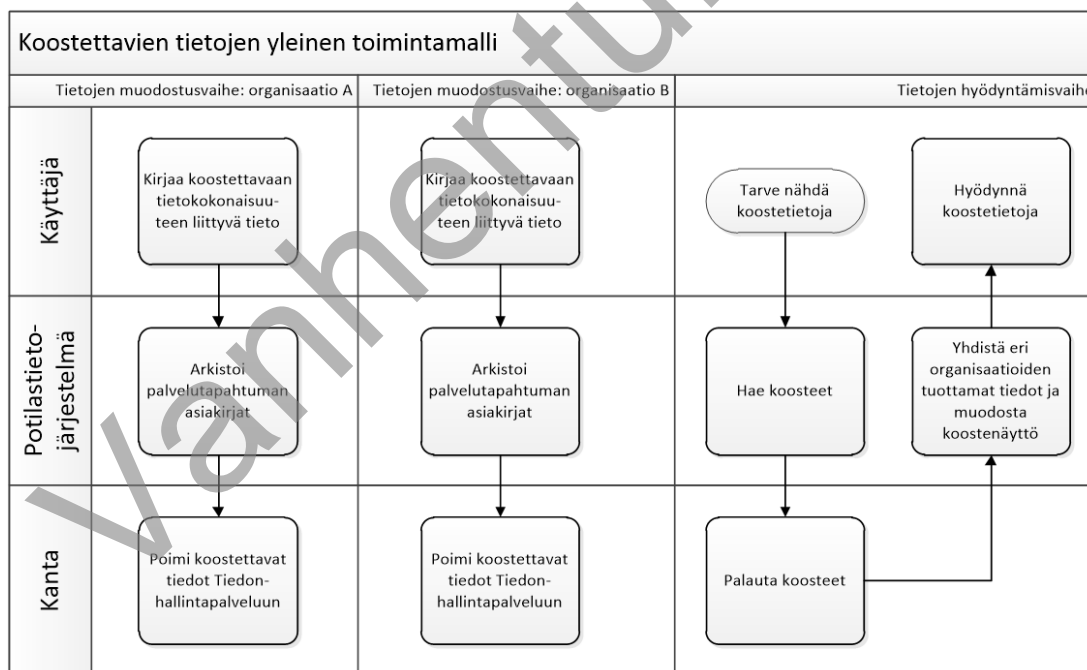 Koostettavien tietojen yleinen toimintamalli
Tietojen muodostusvaihe: organisaatio A
Tietojen muodostusvaihe: organisaatio B
Tietojen hyödyntämisvaihe
Käyttäjä
Kirjaa koostettavaan
tietokokonaisuu-
teen liittyvä tieto
Kirjaa koostettavaan
tietokokonaisuu-
teen liittyvä tieto
Tarve nähdä
koostetietoja
Hyödynnä
koostetietoja
Potilastieto-
järjestelmä
Arkistoi
palvelutapahtuman
asiakirjat
Arkistoi
palvelutapahtuman
asiakirjat
Hae koosteet
Yhdistä eri
organisaatioiden
tuottamat tiedot ja
muodosta
koostenäyttö
Kanta
Poimi koostettavat
tiedot Tiedon-
hallintapalveluun
Poimi koostettavat
tiedot Tiedon-
hallintapalveluun
Palauta koosteet